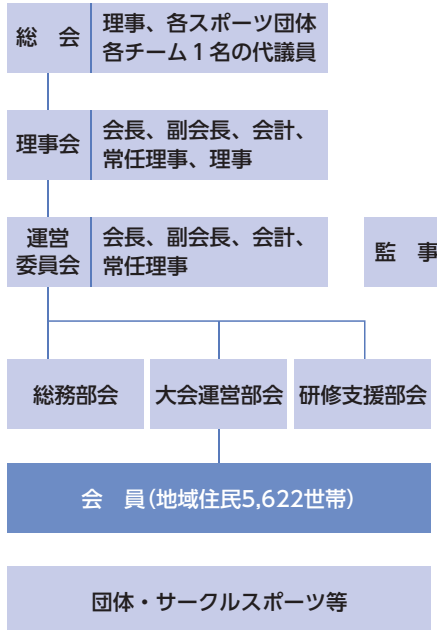 総　会
理事、各スポーツ団体
各チーム1名の代議員
理事会
会長、副会長、会計、
常任理事、理事
運営
委員会
会長、副会長、会計、
常任理事
監　事
総務部会
大会運営部会
研修支援部会
会　員(地域住民5,622世帯)
団体・サークルスポーツ等